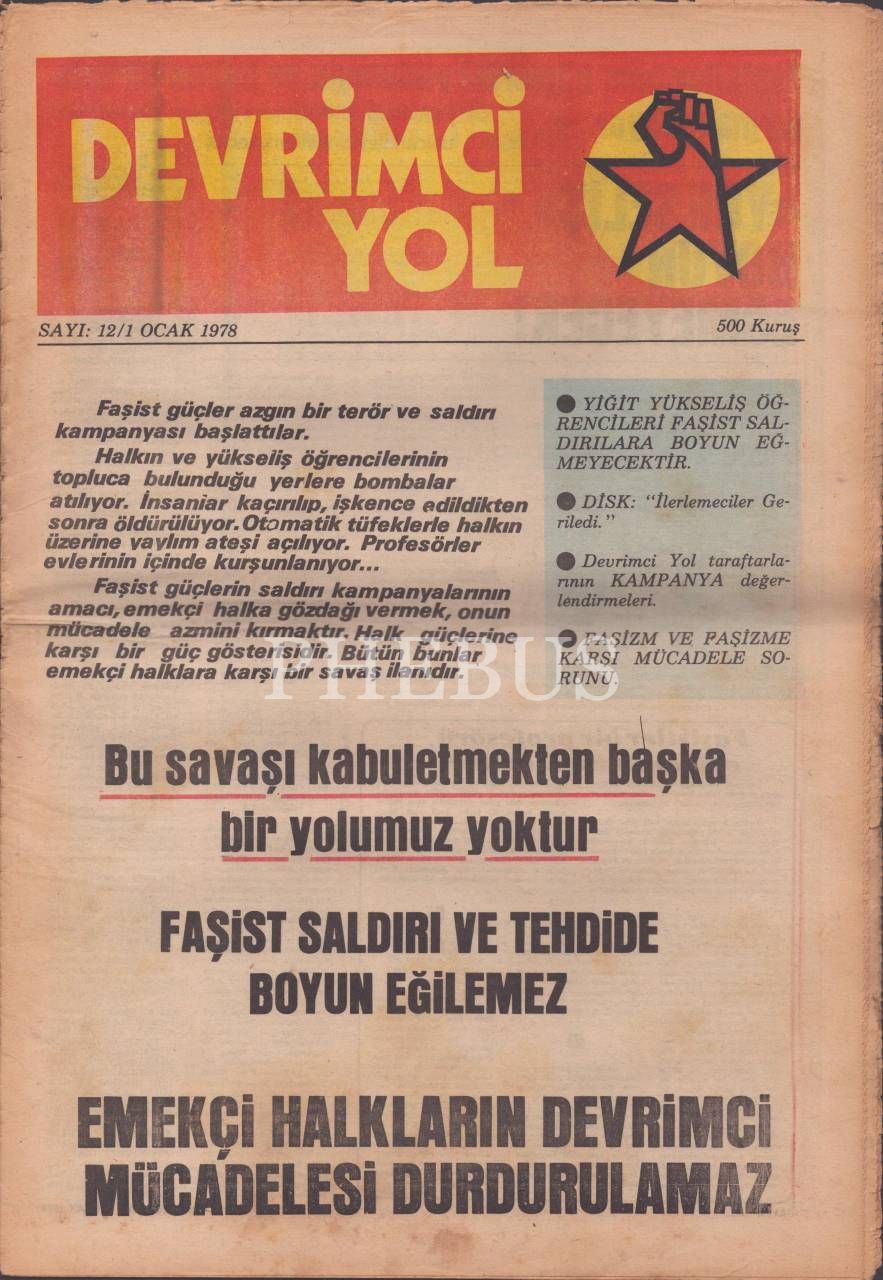 DEVRİMCİ
YOL
SAYI: 12/1 OCAK 1978
500 Kuruş
Faşist güçler azgın bir terör ve saldırı
kampanyası başlattılar.
Halkın ve yükseliş öğrencilerinin
topluca bulunduğu yerlere bombalar
atılıyor. İnsanlar kaçırılıp, işkence edildikten
sonra öldürülüyor. Otomatik tüfeklerle halkın
üzerine yaylım ateşi açılıyor. Profesörler
evlerinin içinde kurşunlanıyor...
Faşist güçlerin saldırı kampanyalarının
amacı, emekçi halka gözdağı vermek, onun
mücadele azmini kırmaktır. Halk güçlerine
karşı bir güç gösterisidir. Bütün bunlar
emekçi halklara karşı bir savaş ilanıdır.
● YİĞİT YÜKSELİŞ ÖĞ-
RENCİLERİ FAŞİST SAL-
DIRILARA BOYUN EĞ-
MEYECEKTİR.
● DİSK: “İlerlemeciler Ge-
riledi.”
● Devrimci Yol taraftarla-
rının KAMPANYA değer-
lendirmeleri.
● FAŞİZM VE FAŞİZME
KARŞI MÜCADELE SO-
RUNU.
PHEBUS
Bu savaşı kabuletmekten başka
bir yolumuz yoktur
FAŞİST SALDIRI VE TEHDİDE
BOYUN EĞİLEMEZ
EMEKÇİ HALKLARIN DEVRİMCİ
MÜCADELESİ DURDURULAMAZ